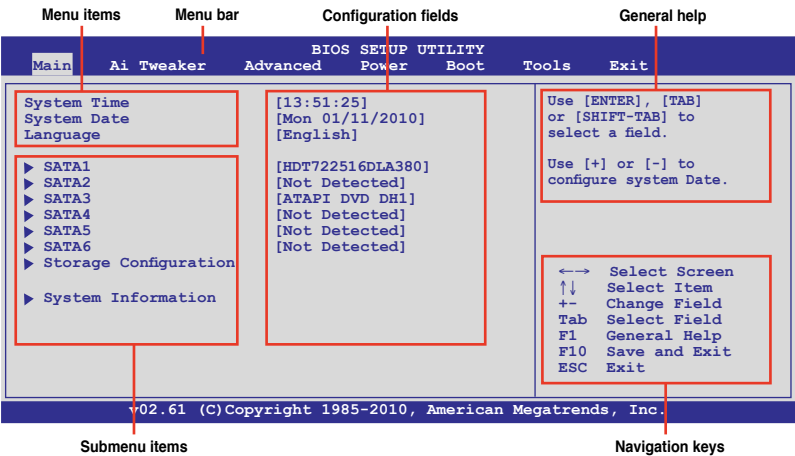 Menu items Menu bar Configuration fields General help
BIOS SETUP UTILITY
Main Ai Tweaker Advanced Power Boot Tools Exit
System Time [13:51:25]
System Date [Mon 01/11/2010]
Language [English]
SATA1 [HDT722516DLA380]
SATA2 [Not Detected]
SATA3 [ATAPI DVD DH1]
SATA4 [Not Detected]
SATA5 [Not Detected]
SATA6 [Not Detected]
Storage Configuration
System Information
Use [ENTER], [TAB]
or [SHIFT-TAB] to
select a field.
Use [+] or [-] to
configure system Date.
←→ Select Screen
↑↓ Select Item
+- Change Field
Tab Select Field
F1 General Help
F10 Save and Exit
ESC Exit
v02.61 (C)Copyright 1985-2010, American Megatrends, Inc.
Submenu items Navigation keys